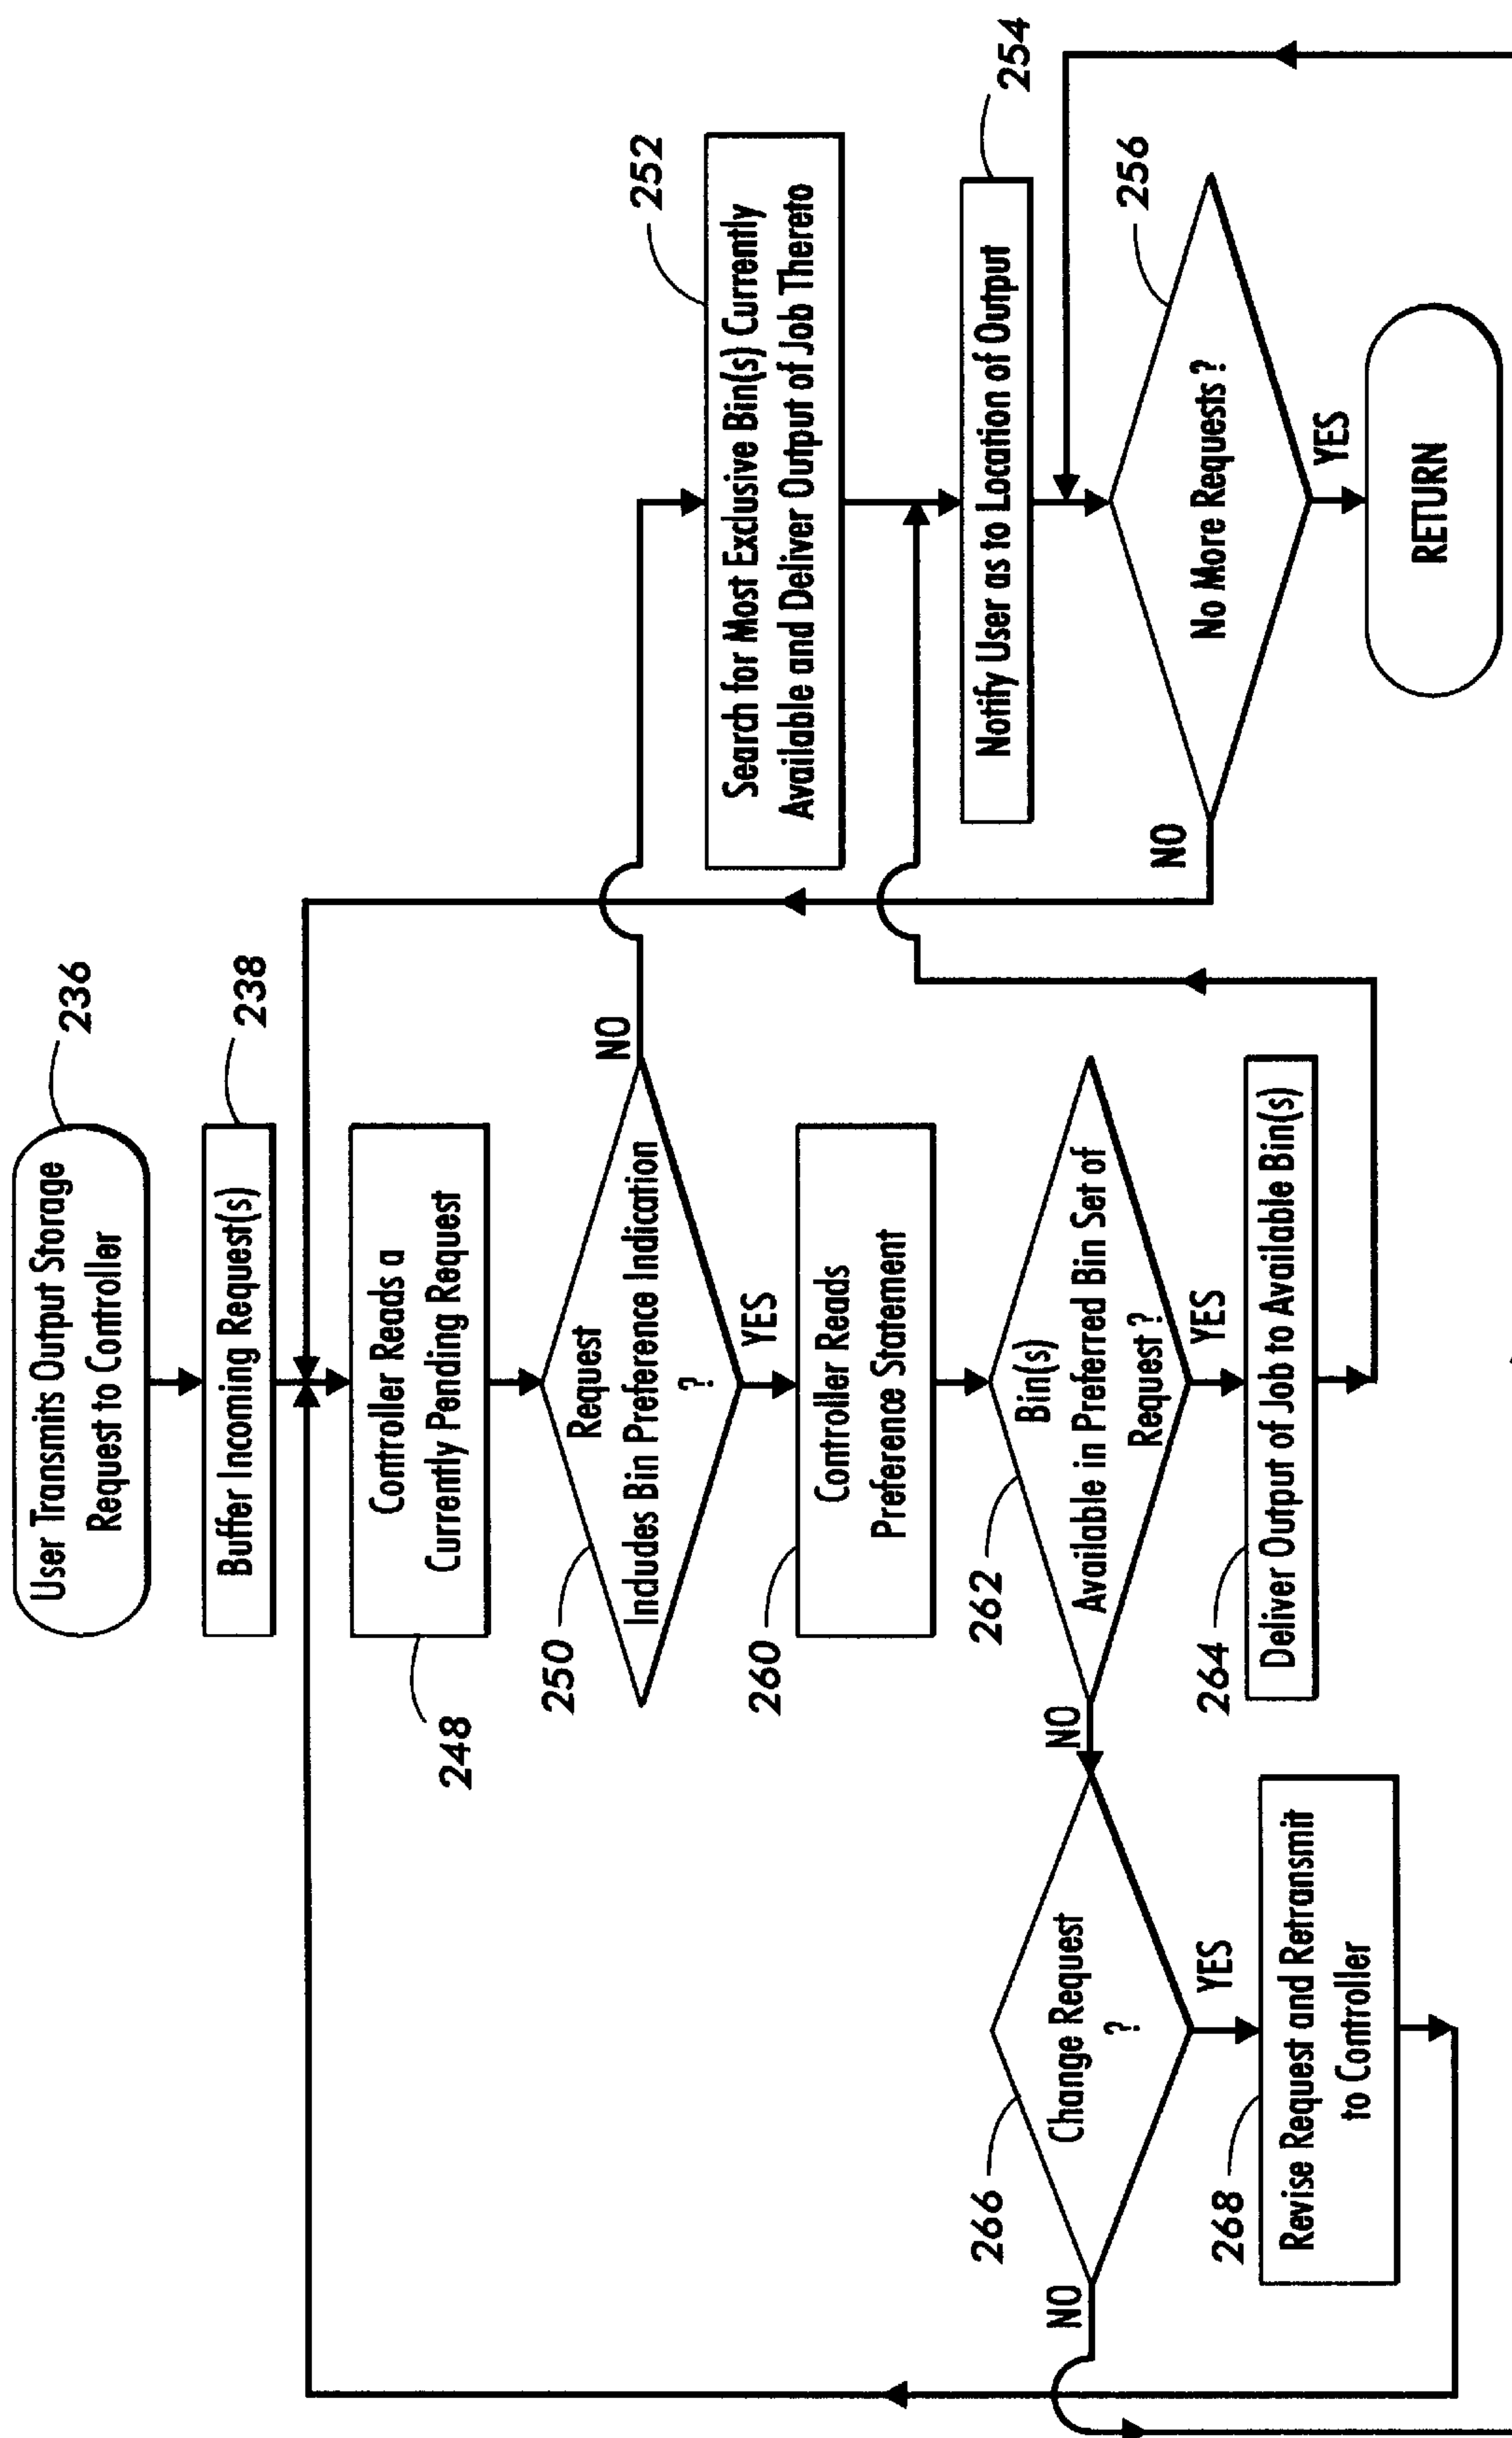 236
User Transmits Output Storage
Request to Controller
238
Buffer Incoming Request(s)
248
Controller Reads a
Currently Pending Request
250
Request
Includes Bin Preference Indication
?
NO
YES
252
Search for Most Exclusive Bin(s) Currently
Available and Deliver Output of Job Thereto
260
Controller Reads
Preference Statement
254
Notify User as to Location of Output
262
Bin(s)
Available in Preferred Bin Set of
Request ?
NO
YES
256
No More Requests ?
NO
YES
266
Change Request
?
NO
YES
264
Deliver Output of Job to Available Bin(s)
268
Revise Request and Retransmit
to Controller
RETURN